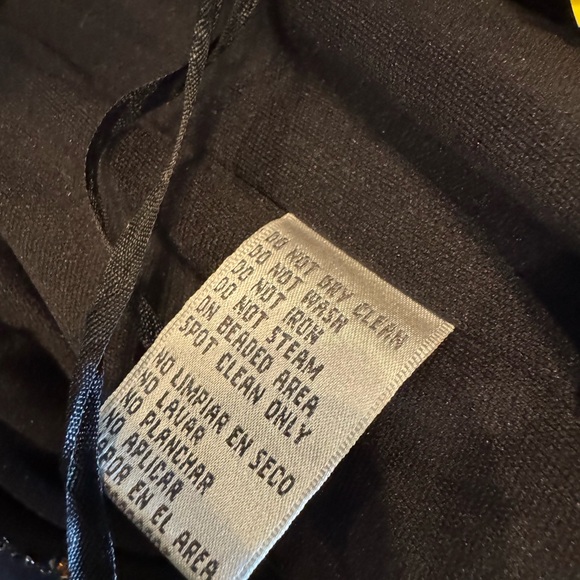 DO NOT DRY CLEAN
DO NOT WASH
DO NOT IRON
DO NOT STEAM
ON BEADED AREA
SPOT CLEAN ONLY
NO LIMPIAR EN SECO
NO LAVAR
NO PLANCHAR
NO APLICAR
EN EL AREA